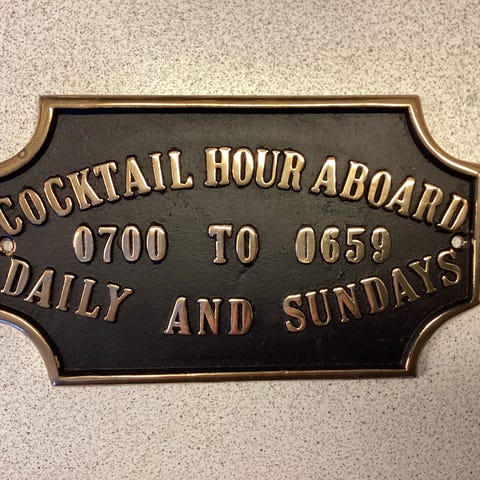 COCKTAIL HOUR ABOARD
0700 TO 0659
DAILY AND SUNDAYS